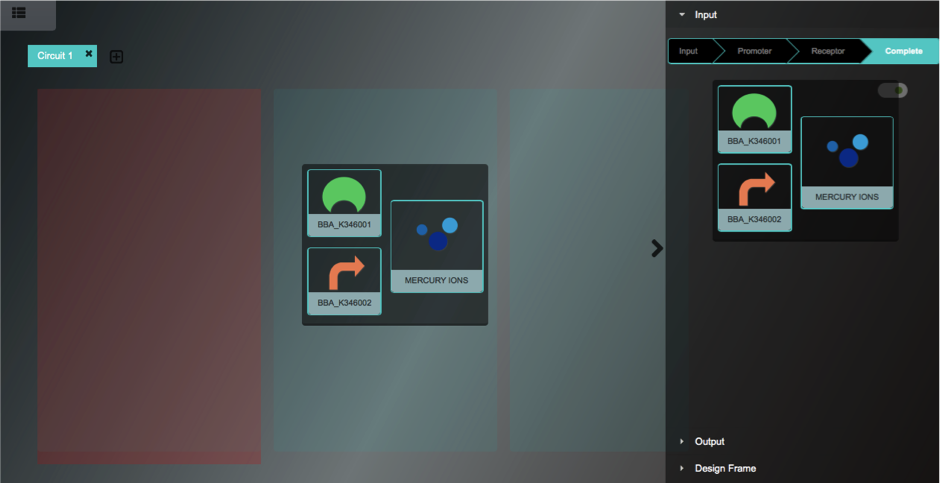 Circuit 1
BBA_K346001
BBA_K346002
MERCURY IONS
Input
Input
Promoter
Receptor
Complete
BBA_K346001
BBA_K346002
MERCURY IONS
Output
Design Frame